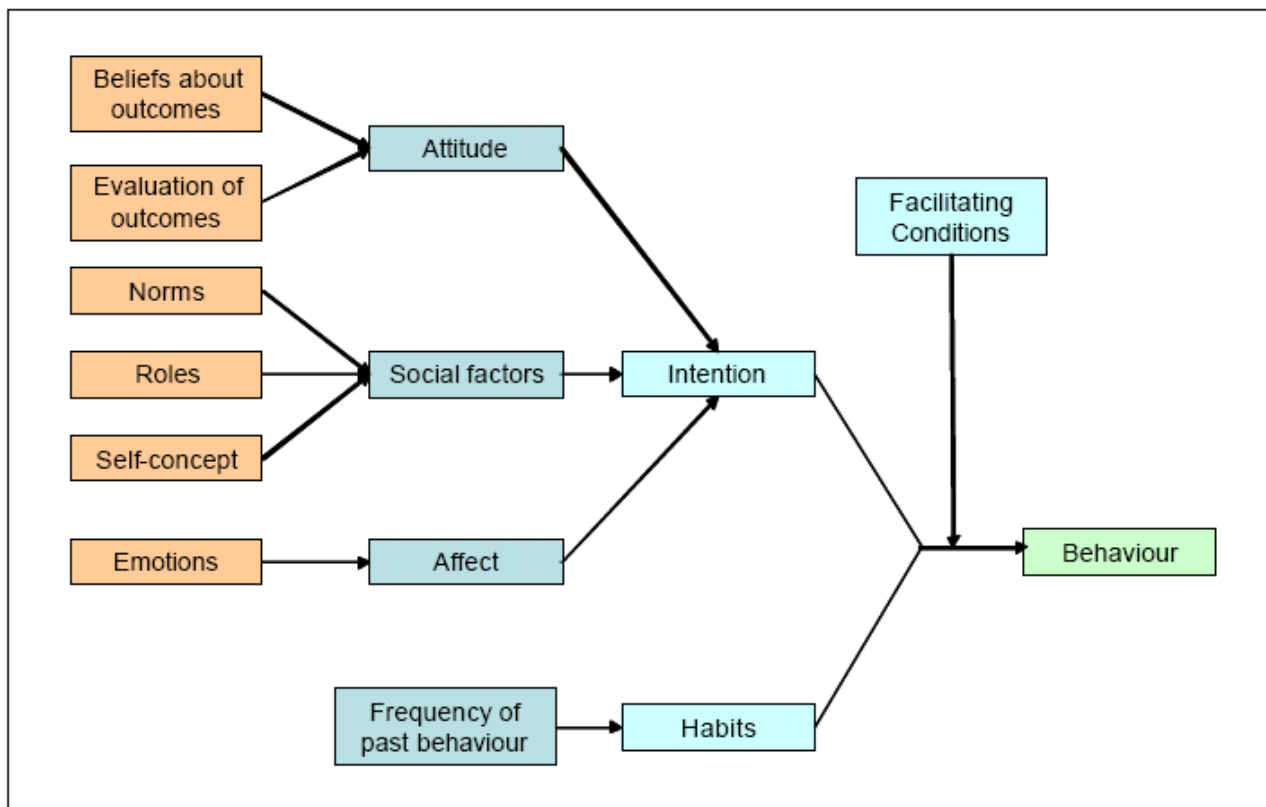 Beliefs about
outcomes
Evaluation of
outcomes
Attitude
Norms
Roles
Self-concept
Social factors
Emotions
Affect
Frequency of
past behaviour
Intention
Habits
Facilitating
Conditions
Behaviour